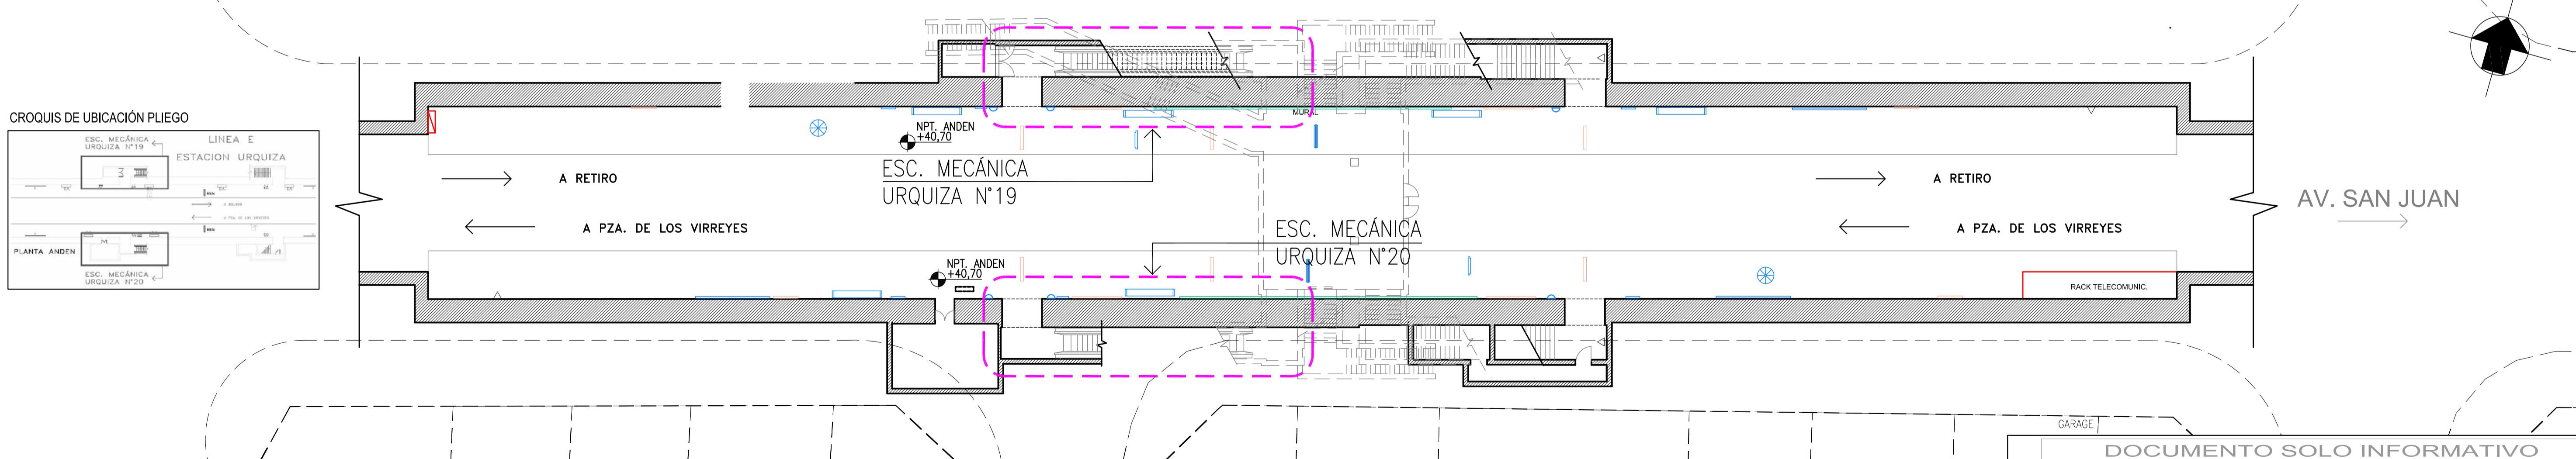 CROQUIS DE UBICACIÓN PLIEGO
ESC. MECÁNICA
URQUIZA N°19
LINEA E
ESTACION URQUIZA
PLANTA ANDEN
ESC. MECÁNICA
URQUIZA N°20
NPT. ANDEN
+40,70
MURAL
ESC. MECÁNICA
URQUIZA N°19
A RETIRO
A RETIRO
A PZA. DE LOS VIRREYES
A PZA. DE LOS VIRREYES
AV. SAN JUAN
ESC. MECÁNICA
URQUIZA N°20
NPT. ANDEN
+40,70
RACK TELECOMUNIC.
GARAGE
DOCUMENTO SOLO INFORMATIVO